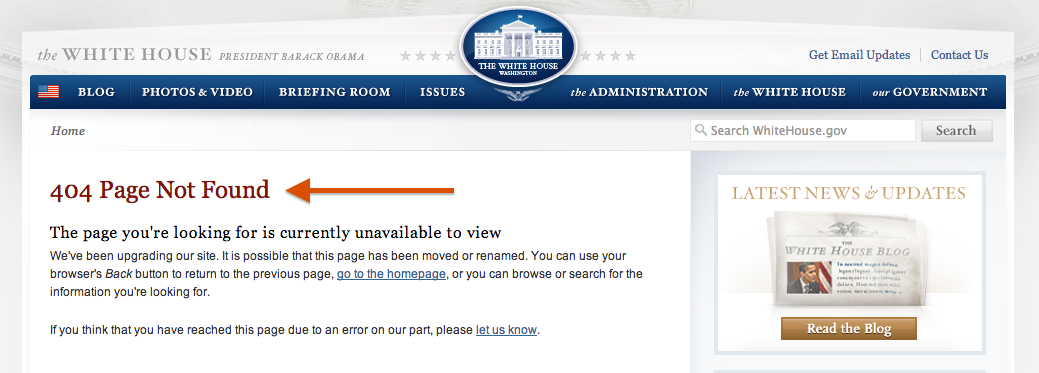 the WHITE HOUSE PRESIDENT BARACK OBAMA
THE WHITE HOUSE
WASHINGTON
Get Email Updates
Contact Us
BLOG
PHOTOS & VIDEO
BRIEFING ROOM
ISSUES
the ADMINISTRATION
the WHITE HOUSE
our GOVERNMENT
Home
Search WhiteHouse.gov
Search
404 Page Not Found
The page you're looking for is currently unavailable to view
We've been upgrading our site. It is possible that this page has been moved or renamed. You can use your
browser's Back button to return to the previous page, go to the homepage, or you can browse or search for the
information you're looking for.
If you think that you have reached this page due to an error on our part, please let us know.
LATEST NEWS & UPDATES
THE
WHITE HOUSE BLOG
Read the Blog